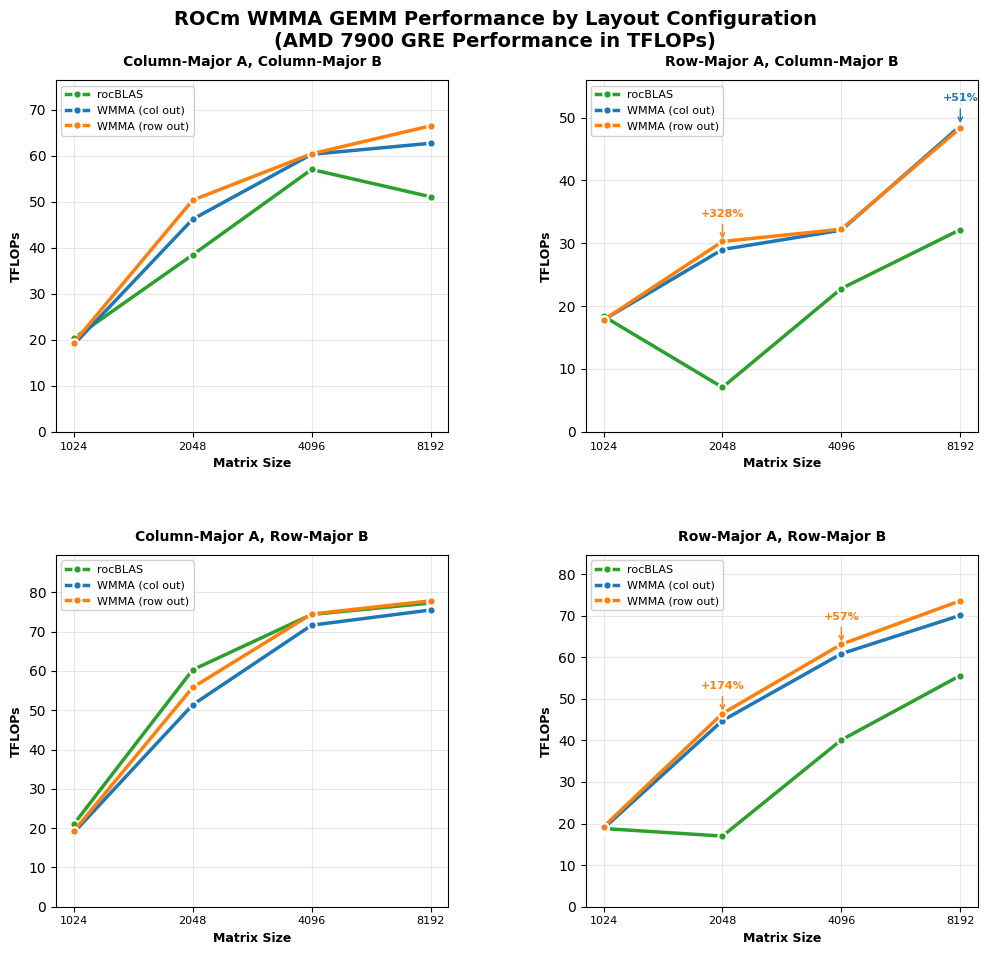 ROCm WMMA GEMM Performance by Layout Configuration
(AMD 7900 GRE Performance in TFLOPs)
Column-Major A, Column-Major B
rocBLAS
WMMA (col out)
WMMA (row out)
TFLOPs
70
60
50
40
30
20
10
0
1024 2048 4096 8192
Matrix Size
Row-Major A, Column-Major B
rocBLAS
WMMA (col out)
WMMA (row out)
+51%
+328%
TFLOPs
50
40
30
20
10
0
1024 2048 4096 8192
Matrix Size
Column-Major A, Row-Major B
rocBLAS
WMMA (col out)
WMMA (row out)
TFLOPs
80
70
60
50
40
30
20
10
0
1024 2048 4096 8192
Matrix Size
Row-Major A, Row-Major B
rocBLAS
WMMA (col out)
WMMA (row out)
+57%
+174%
TFLOPs
80
70
60
50
40
30
20
10
0
1024 2048 4096 8192
Matrix Size